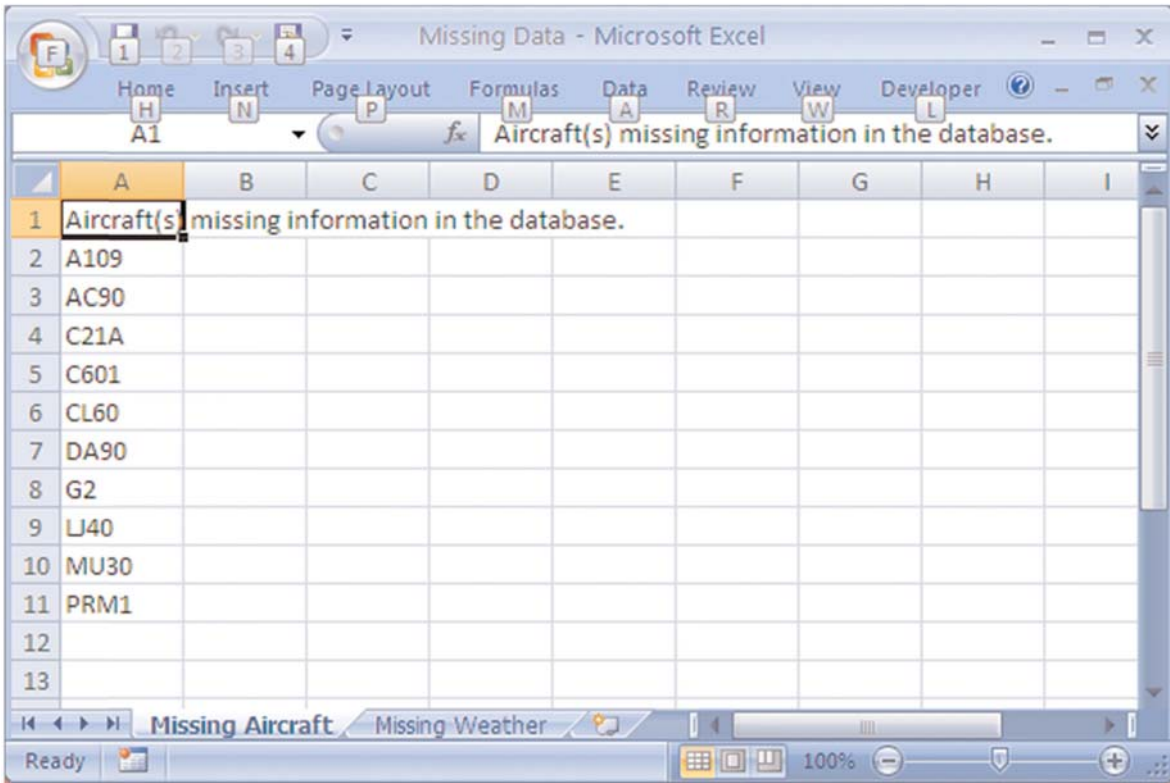 Missing Data - Microsoft Excel
F 1 2 3 4
Home Insert Page Layout Formulas Data Review View Developer
H N P M A R W L
A1 fx Aircraft(s) missing information in the database.
A B C D E F G H I
1 Aircraft(s) missing information in the database.
2 A109
3 AC90
4 C21A
5 C601
6 CL60
7 DA90
8 G2
9 LJ40
10 MU30
11 PRM1
12
13
Missing Aircraft Missing Weather
Ready 100%